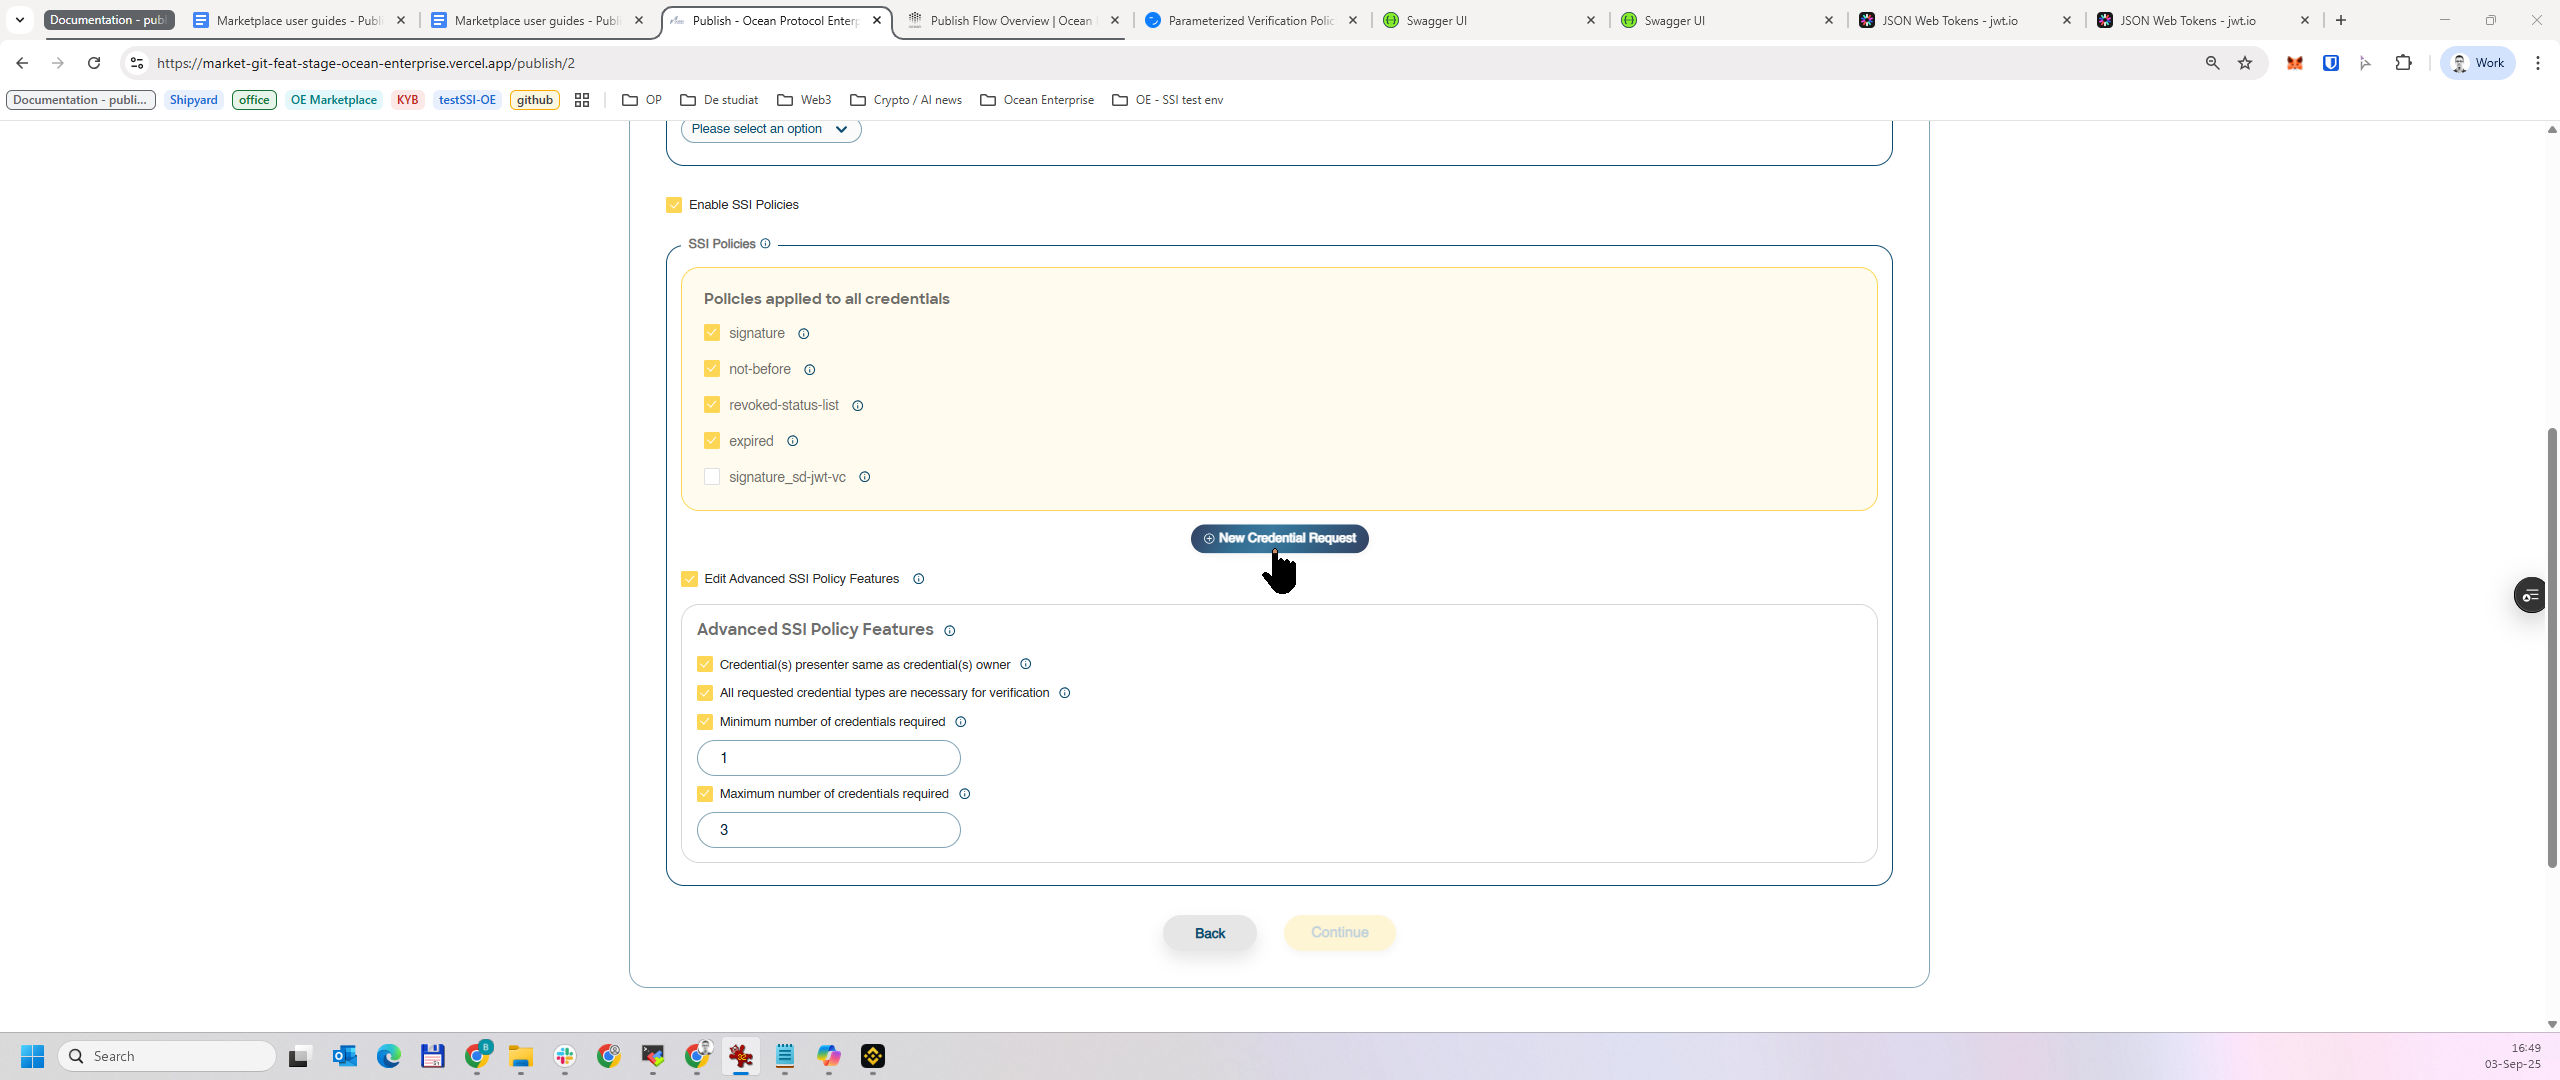 Documentation - publ
Marketplace user guides - Publi
Marketplace user guides - Publi
Publish - Ocean Protocol Enterp
Publish Flow Overview | Ocean
Parameterized Verification Polic
Swagger UI
Swagger UI
JSON Web Tokens - jwt.io
JSON Web Tokens - jwt.io
https://market-git-feat-stage-ocean-enterprise.vercel.app/publish/2
Work
Documentation - publi...
Shipyard
office
OE Marketplace
KYB
testSSI-OE
github
OP
De studiat
Web3
Crypto / AI news
Ocean Enterprise
OE - SSI test env
Please select an option
Enable SSI Policies
SSI Policies
Policies applied to all credentials
signature
not-before
revoked-status-list
expired
signature_sd-jwt-vc
New Credential Request
Edit Advanced SSI Policy Features
Advanced SSI Policy Features
Credential(s) presenter same as credential(s) owner
All requested credential types are necessary for verification
Minimum number of credentials required
1
Maximum number of credentials required
3
Back
Continue
Search
B
16:49
03-Sep-25